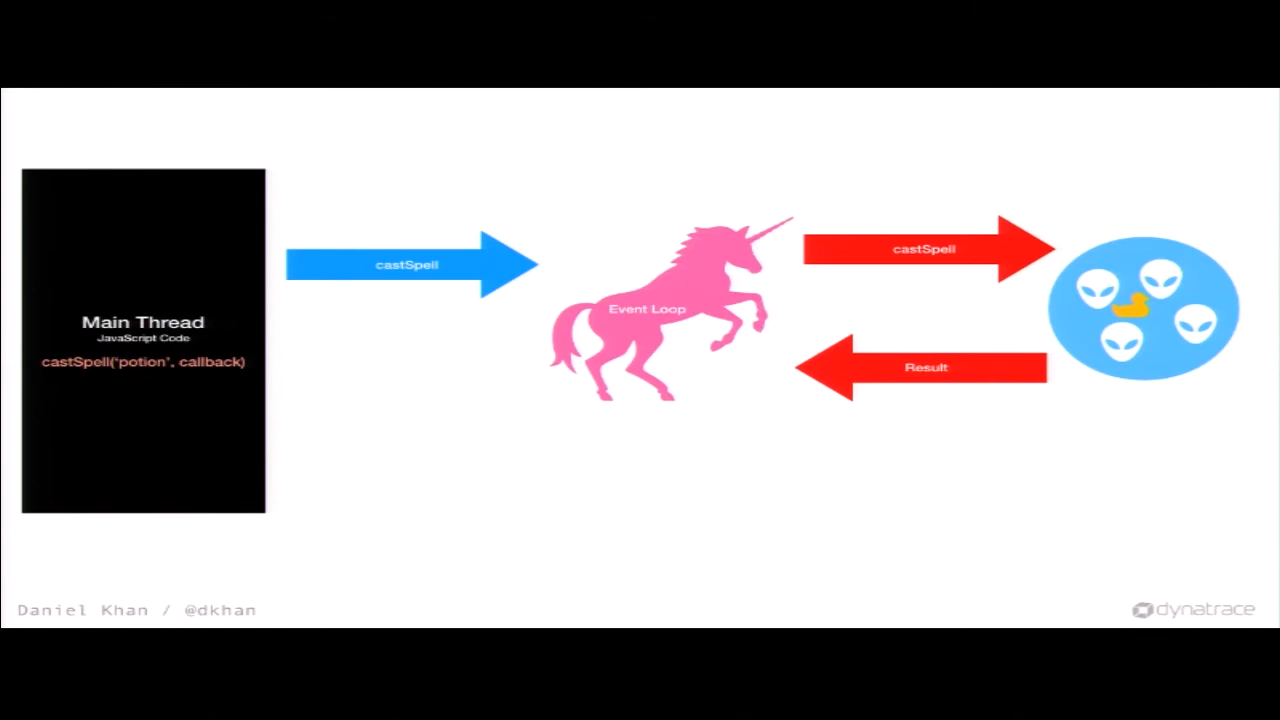 Main Thread
JavaScript Code
castSpell('potion', callback)
castSpell
Event Loop
castSpell
Result
Daniel Khan / @dkhan
dynatrace